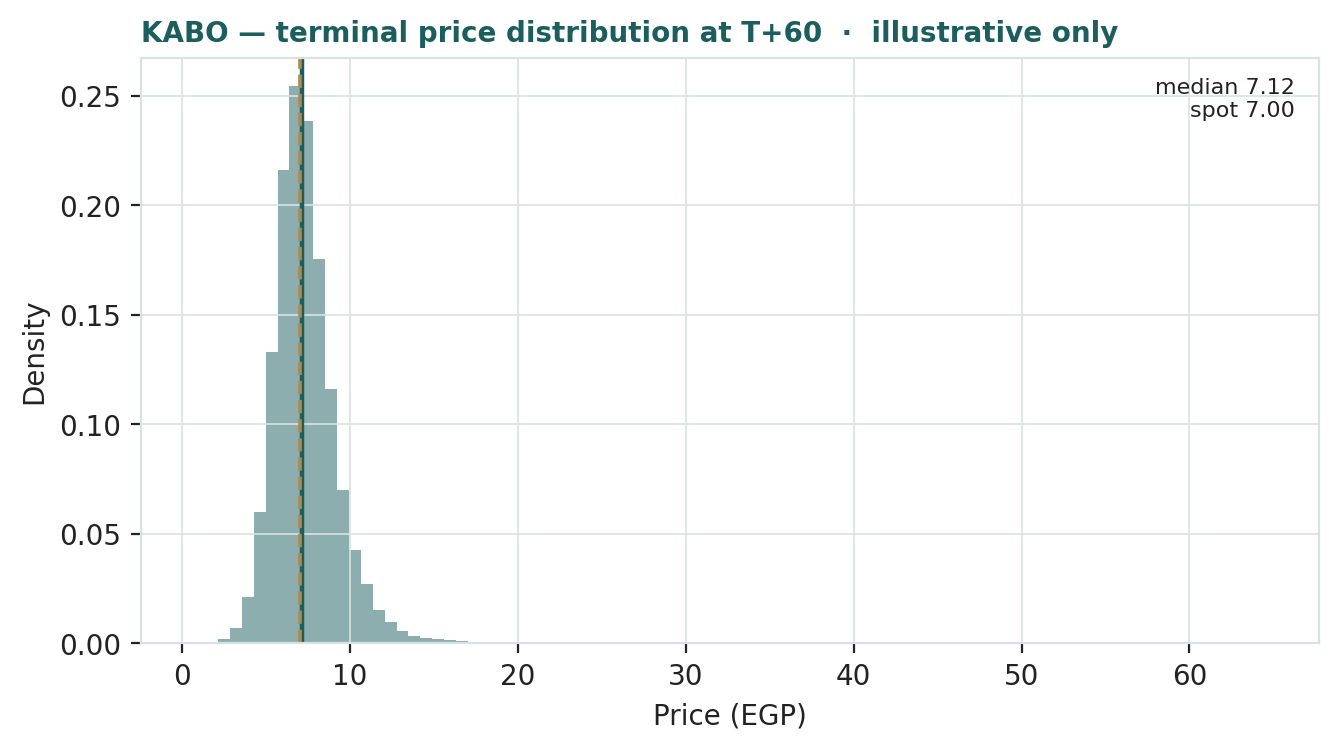 KABO — terminal price distribution at T+60 · illustrative only
median 7.12
spot 7.00
0.25
0.20
0.15
0.10
0.05
0.00
Density
0 10 20 30 40 50 60
Price (EGP)